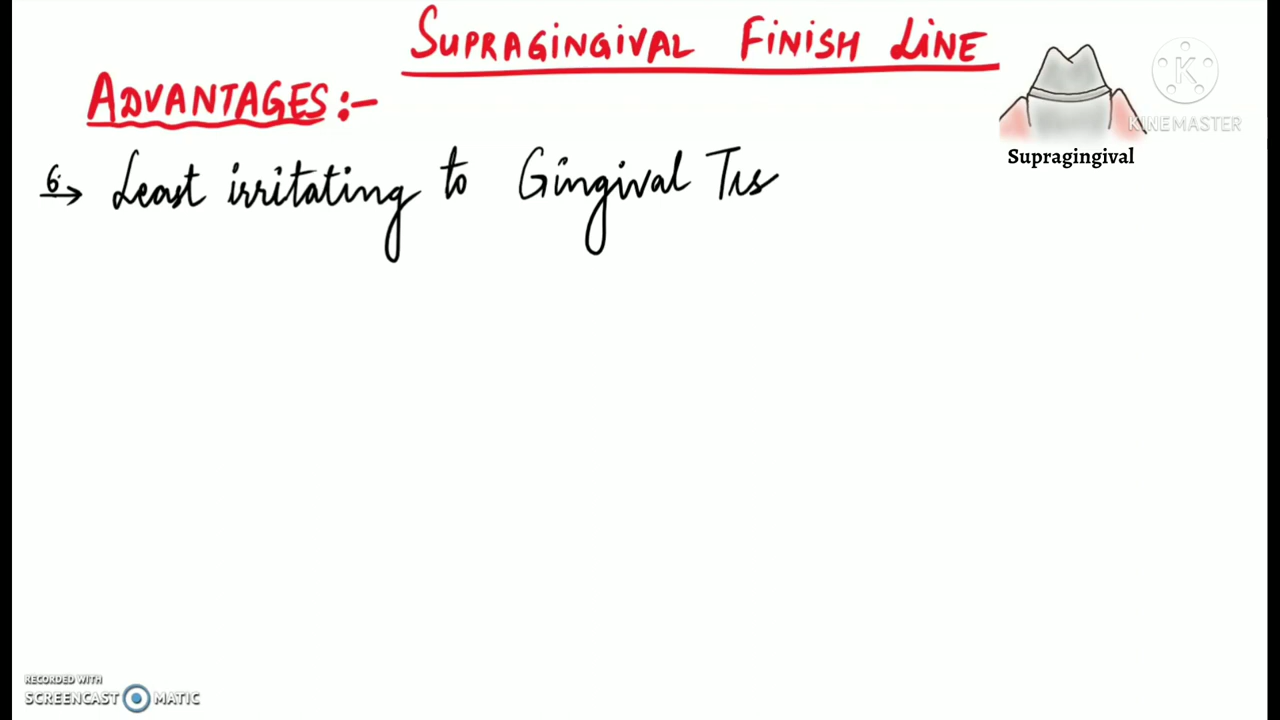 SUPRAGINGIVAL FINISH LINE
ADVANTAGES:-
6→ Least irritating to Gingival Tis
KINEMASTER
Supragingival
RECORDED WITH
SCREENCAST MATIC